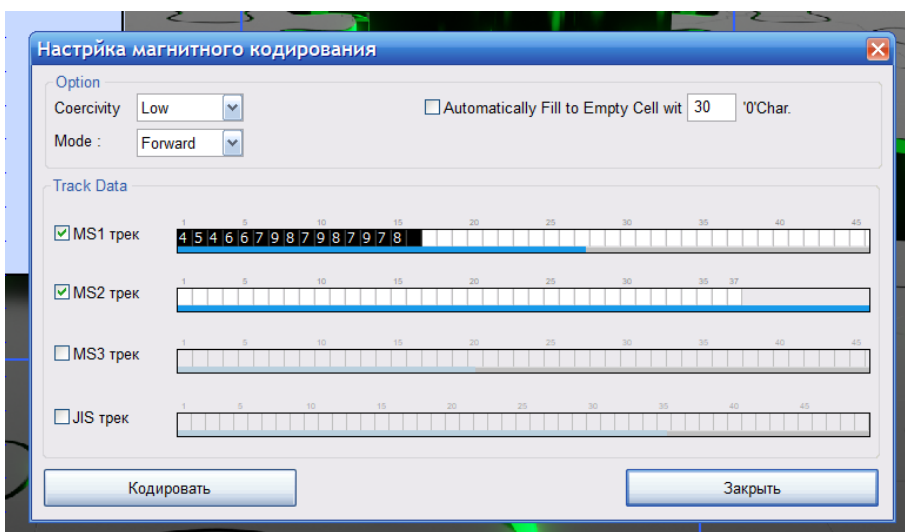 Настрйка магнитного кодирования
Option
Coercivity Low
Automatically Fill to Empty Cell wit 30 '0'Char.
Mode : Forward
Track Data
1 5 10 15 20 25 30 35 40 45
MS1 трек 4 5 4 6 6 7 9 8 7 9 8 7 9 7 8
1 5 10 15 20 25 30 35 37
MS2 трек
1 5 10 15 20 25 30 35 40 45
MS3 трек
1 5 10 15 20 25 30 35 40 45
JIS трек
Кодировать Закрыть